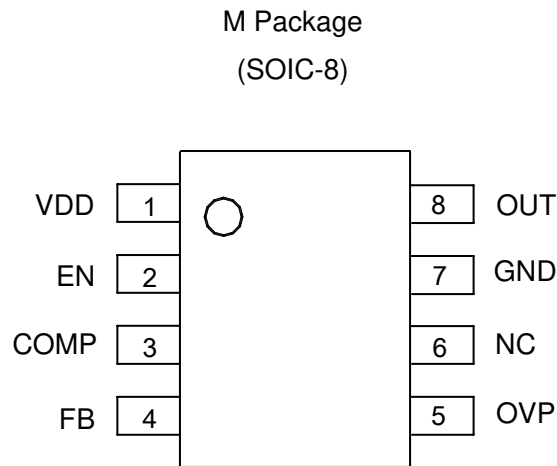 M Package
(SOIC-8)
VDD 1 8 OUT
EN 2 7 GND
COMP 3 6 NC
FB 4 5 OVP